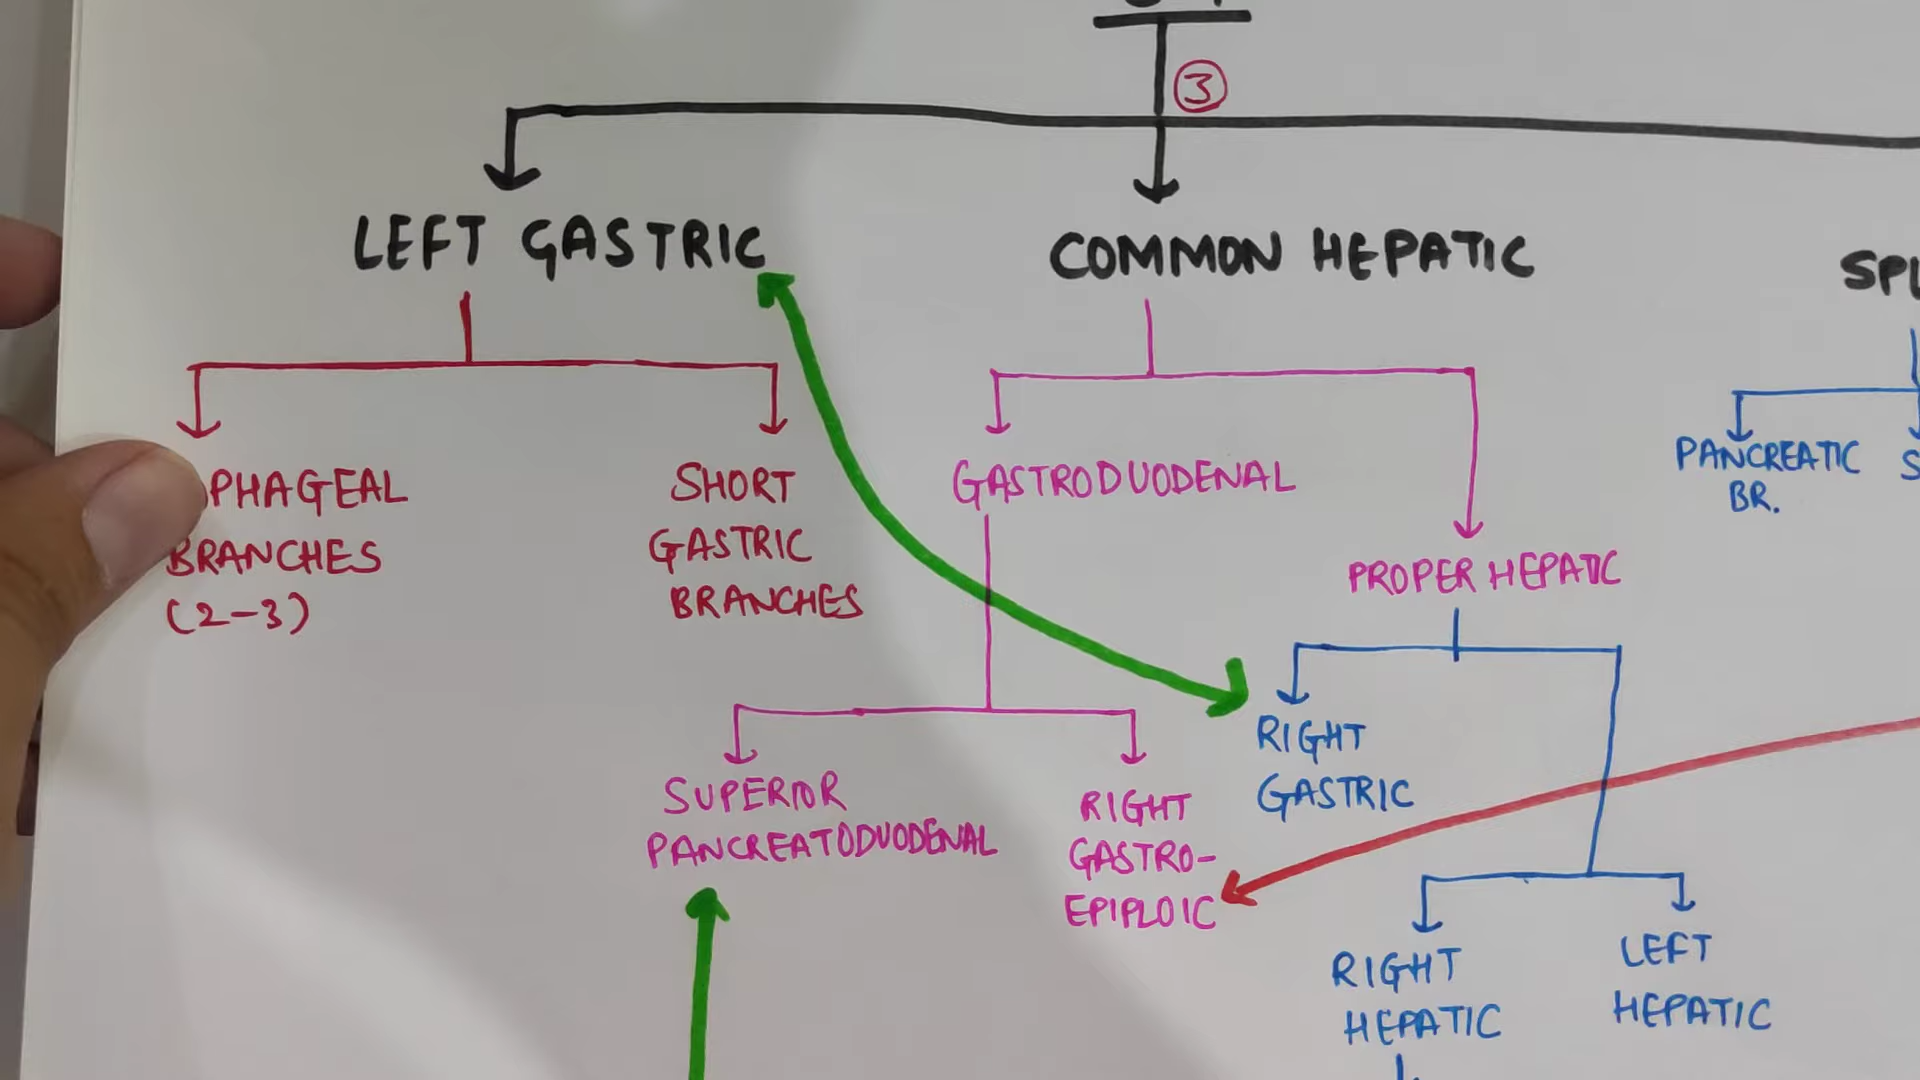 3
LEFT GASTRIC
COMMON HEPATIC
SPL
PHAGEAL
BRANCHES
(2-3)
SHORT
GASTRIC
BRANCHES
GASTRODUODENAL
PROPER HEPATIC
PANCREATIC
BR.
S
SUPERIOR
PANCREATODUODENAL
RIGHT
GASTRO-
EPIPLOIC
RIGHT
GASTRIC
RIGHT
HEPATIC
LEFT
HEPATIC